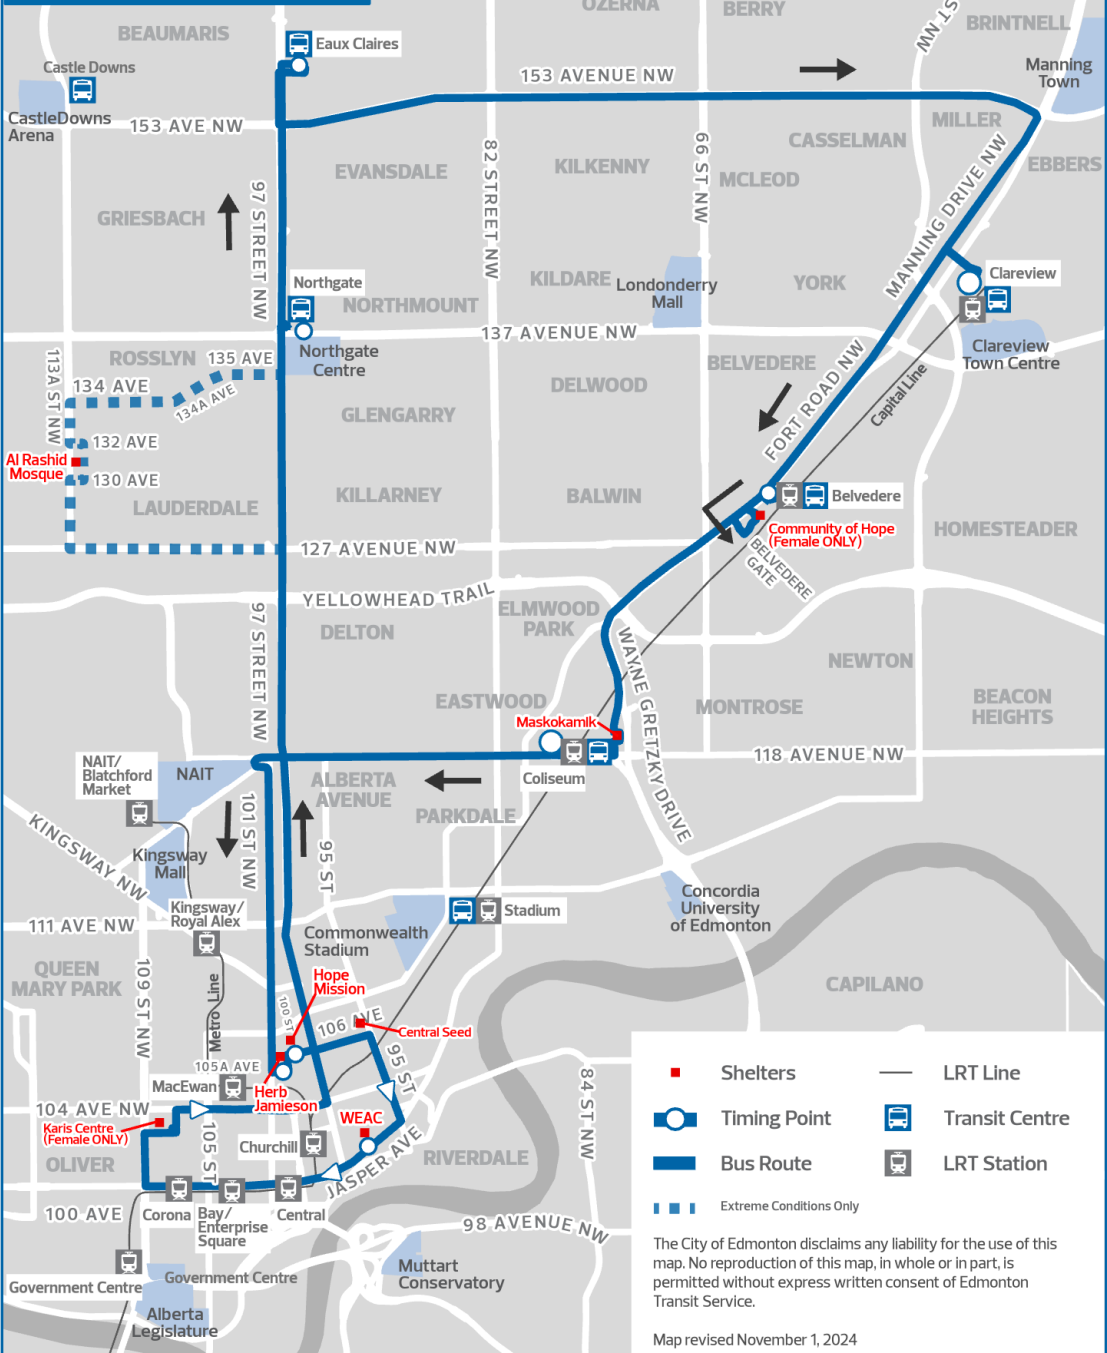 OZERNA
BERRY
ST NW
BRINTNELL
BEAUMARIS
Eaux Claires
Castle Downs
Manning
Town
153 AVENUE NW
CastleDowns
Arena
153 AVE NW
MILLER
CASSELMAN
EBBERS
82 STREET NW
66 ST NW
EVANSDALE
KILKENNY
MCLEOD
MANNING DRIVE NW
97 STREET NW
GRIESBACH
Northgate
KILDARE
Londonderry
Mall
YORK
Clareview
NORTHMOUNT
137 AVENUE NW
Northgate
Centre
Clareview
Town Centre
113A ST NW
ROSSLYN
135 AVE
134 AVE
134A AVE
BELVEDERE
DELWOOD
FORT ROAD NW
Capital Line
GLENGARRY
132 AVE
Al Rashid
Mosque
130 AVE
LAUDERDALE
KILLARNEY
BALWIN
Belvedere
Community of Hope
(Female ONLY)
HOMESTEADER
127 AVENUE NW
BELVEDERE
GATE
YELLOWHEAD TRAIL
ELMWOOD
PARK
97 STREET NW
DELTON
WAYNE GRETZKY DRIVE
NEWTON
EASTWOOD
MONTROSE
BEACON
HEIGHTS
Maskokamik
NAIT/
Blatchford
Market
NAIT
118 AVENUE NW
Coliseum
ALBERTA
AVENUE
PARKDALE
101 ST NW
95 ST
KINGSWAY NW
Kingsway
Mall
Kingsway/
Royal Alex
Concordia
University
of Edmonton
Stadium
111 AVE NW
Commonwealth
Stadium
QUEEN
MARY PARK
109 ST NW
Metro Line
Hope
Mission
CAPILANO
100 ST
106 AVE
Central Seed
95 ST
105A AVE
MacEwan
Herb
Jamieson
84 ST NW
104 AVE NW
Karis Centre
(Female ONLY)
WEAC
105 ST
Churchill
OLIVER
JASPER AVE
RIVERDALE
100 AVE
Corona
Bay/
Enterprise
Square
Central
98 AVENUE NW
Government Centre
Government Centre
Muttart
Conservatory
Alberta
Legislature
Shelters
LRT Line
Timing Point
Transit Centre
Bus Route
LRT Station
Extreme Conditions Only
The City of Edmonton disclaims any liability for the use of this
map. No reproduction of this map, in whole or in part, is
permitted without express written consent of Edmonton
Transit Service.
Map revised November 1, 2024